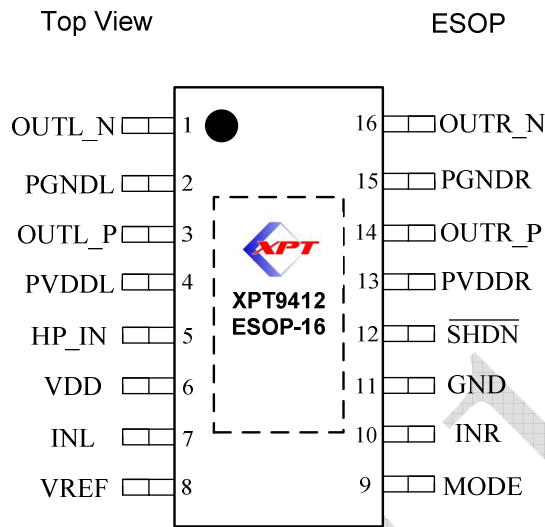 Top View ESOP
OUTL_N 1 16 OUTR_N
PGNDL 2 15 PGNDR
OUTL_P 3 14 OUTR_P
PVDDL 4 13 PVDDR
XPT
XPT9412
ESOP-16
HP_IN 5 12 SHDN
VDD 6 11 GND
INL 7 10 INR
VREF 8 9 MODE